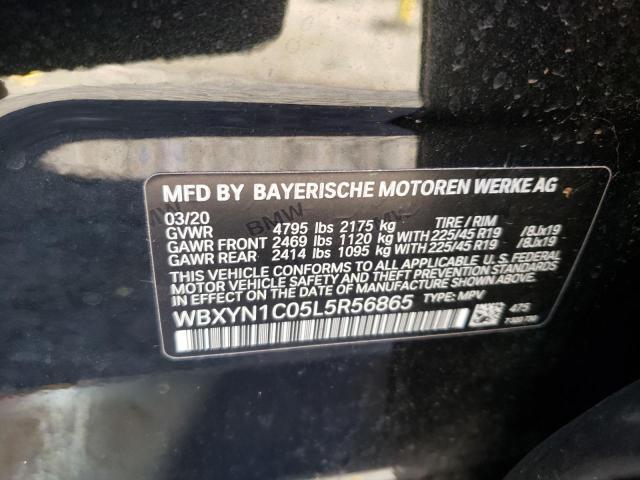 MFD BY BAYERISCHE MOTOREN WERKE AG
03/20 TIRE / RIM
GVWR 4795 lbs 2175 kg
GAWR FRONT 2469 lbs 1120 kg WITH 225/45 R19 /8Jx19
GAWR REAR 2414 lbs 1095 kg WITH 225/45 R19 /8Jx19
THIS VEHICLE CONFORMS TO ALL APPLICABLE U. S. FEDERAL
MOTOR VEHICLE SAFETY AND THEFT PREVENTION STANDARDS
IN EFFECT ON THE DATE OF MANUFACTURE SHOWN ABOVE.
WBXYN1C05L5R56865 TYPE: MPV
475
BMW